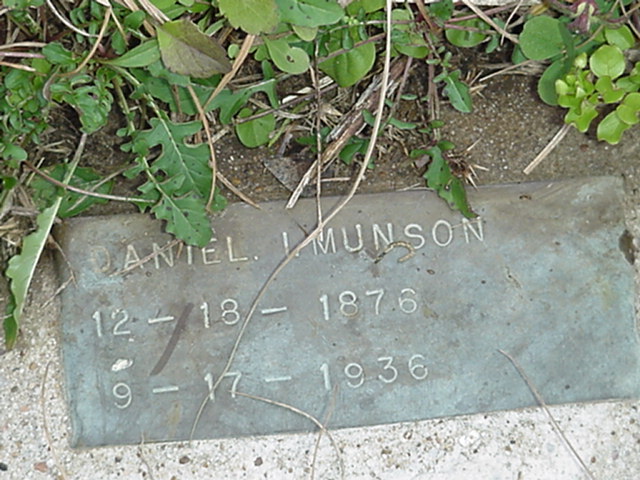 DANIEL. I. MUNSON
12 - 18 - 1876
9 - 17 - 1936